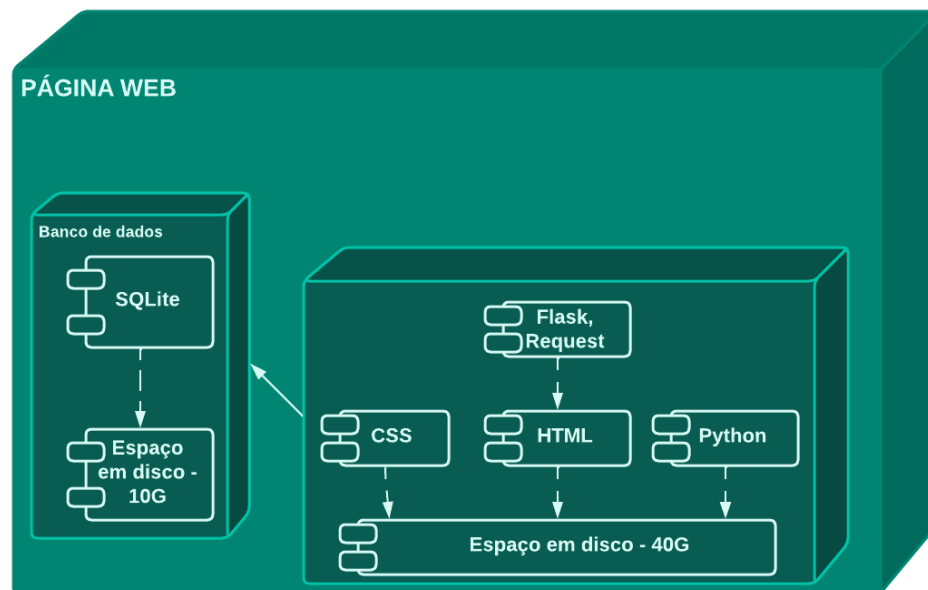 PÁGINA WEB
Banco de dados
SQLite
Espaço
em disco -
10G
Flask,
Request
CSS
HTML
Python
Espaço em disco - 40G